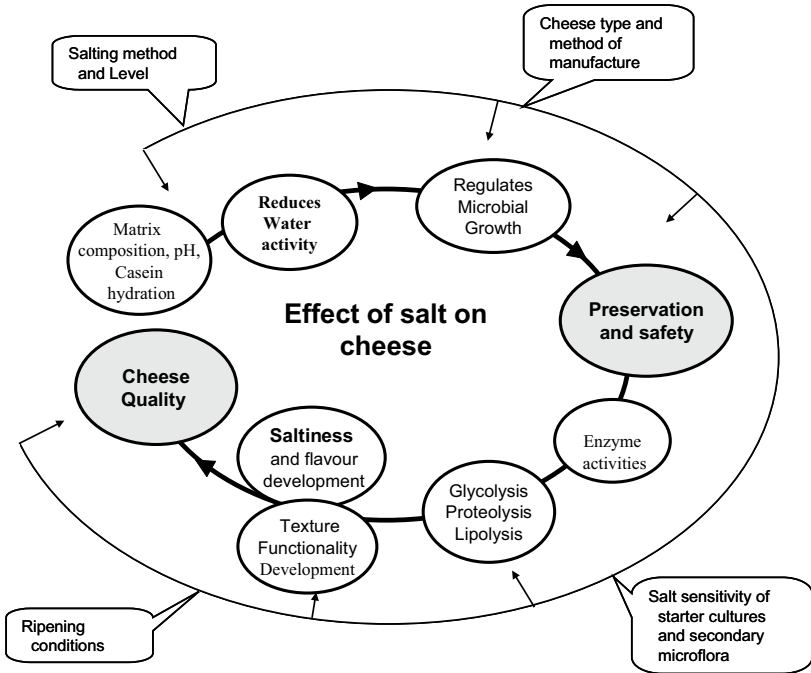 Salting method
and Level
Cheese type and
method of
manufacture
Matrix
composition, pH,
Casein
hydration
Reduces
Water
activity
Regulates
Microbial
Growth
Effect of salt on
cheese
Preservation
and safety
Cheese
Quality
Saltiness
and flavour
development
Enzyme
activities
Glycolysis
Proteolysis
Lipolysis
Texture
Functionality
Development
Ripening
conditions
Salt sensitivity of
starter cultures
and secondary
microflora